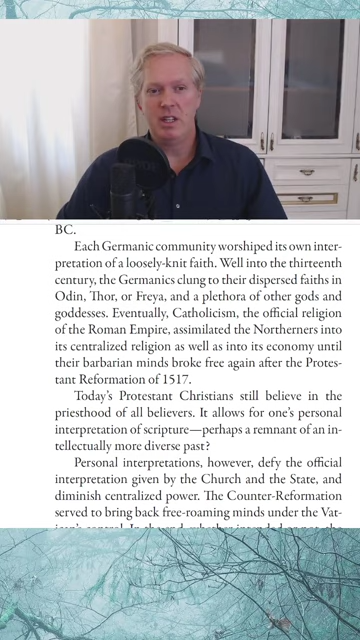 BC.
Each Germanic community worshiped its own inter-
pretation of a loosely-knit faith. Well into the thirteenth
century, the Germanics clung to their dispersed faiths in
Odin, Thor, or Freya, and a plethora of other gods and
goddesses. Eventually, Catholicism, the official religion
of the Roman Empire, assimilated the Northerners into
its centralized religion as well as into its economy until
their barbarian minds broke free again after the Protes-
tant Reformation of 1517.
Today's Protestant Christians still believe in the
priesthood of all believers. It allows for one's personal
interpretation of scripture—perhaps a remnant of an in-
tellectually more diverse past?
Personal interpretations, however, defy the official
interpretation given by the Church and the State, and
diminish centralized power. The Counter-Reformation
served to bring back free-roaming minds under the Vat-